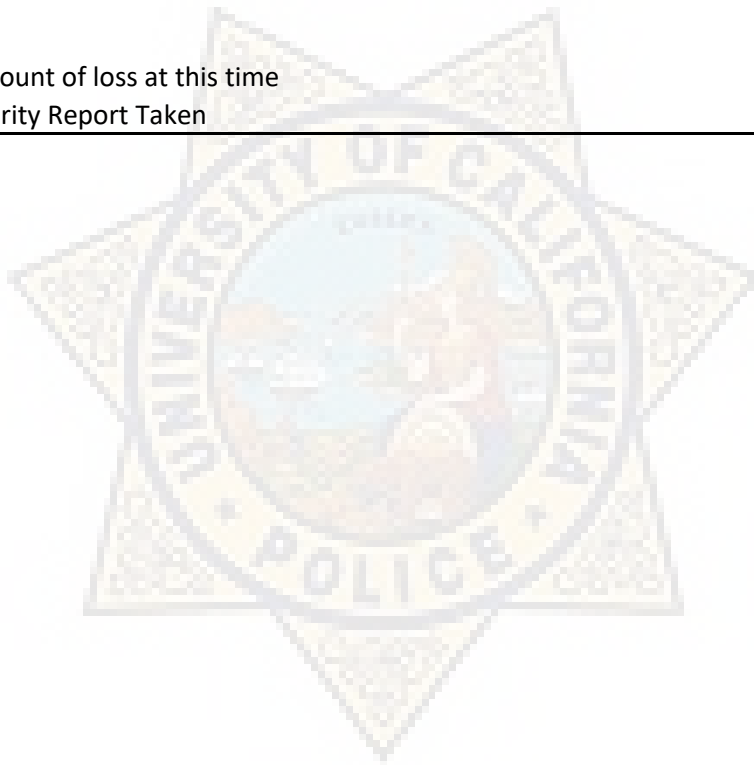 ount of loss at this time
rity Report Taken
UNIVERSITY OF CALIFORNIA
POLICE